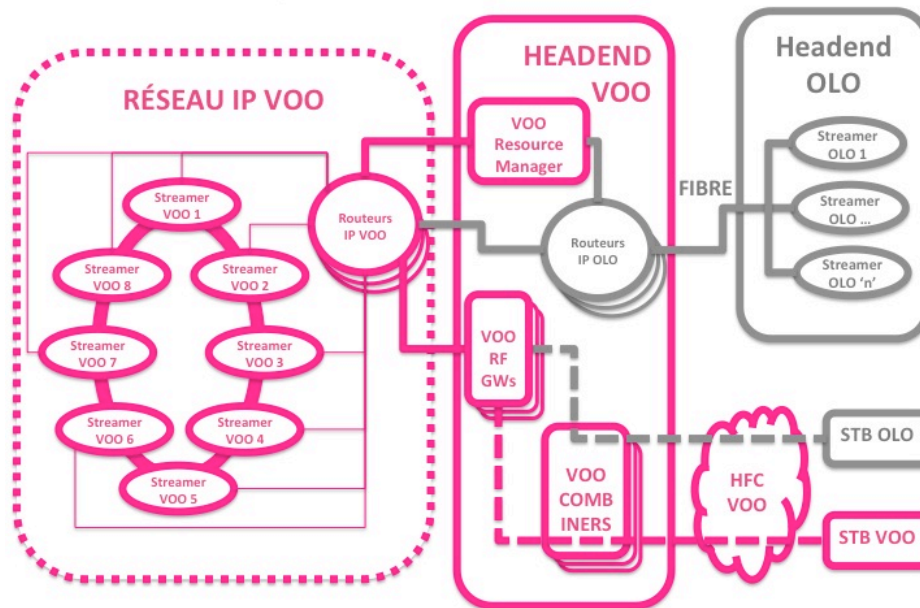 RÉSEAU IP VOO
Streamer
VOO 1
Streamer
VOO 8
Streamer
VOO 2
Streamer
VOO 7
Streamer
VOO 3
Streamer
VOO 6
Streamer
VOO 4
Streamer
VOO 5
Routeurs
IP VOO
HEADEND
VOO
VOO
Resource
Manager
Routeurs
IP OLO
VOO
RF
GWs
VOO
COMB
INERS
FIBRE
Headend
OLO
Streamer
OLO 1
Streamer
OLO ...
Streamer
OLO 'n'
HFC
VOO
STB OLO
STB VOO